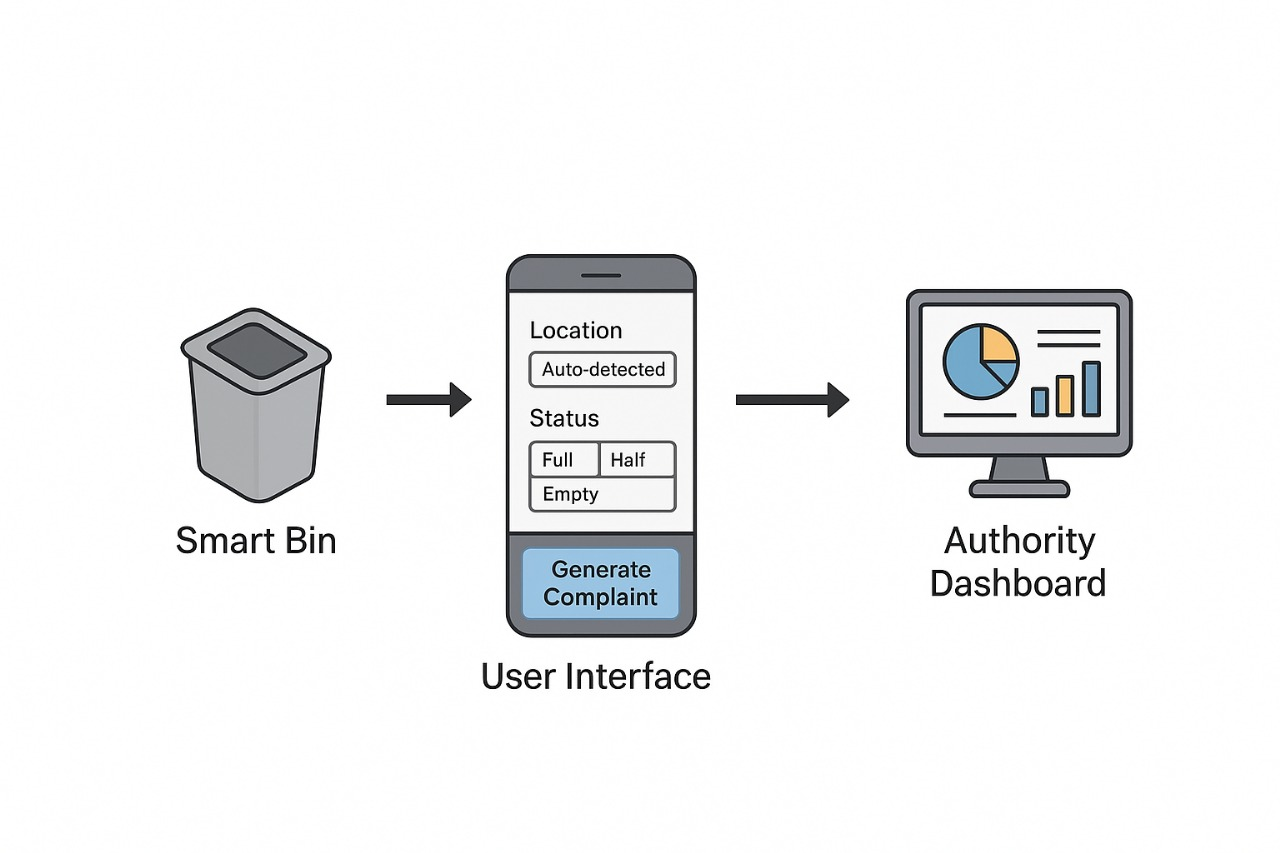 Smart Bin
Location
Auto-detected
Status
Full Half
Empty
Generate
Complaint
User Interface
Authority
Dashboard